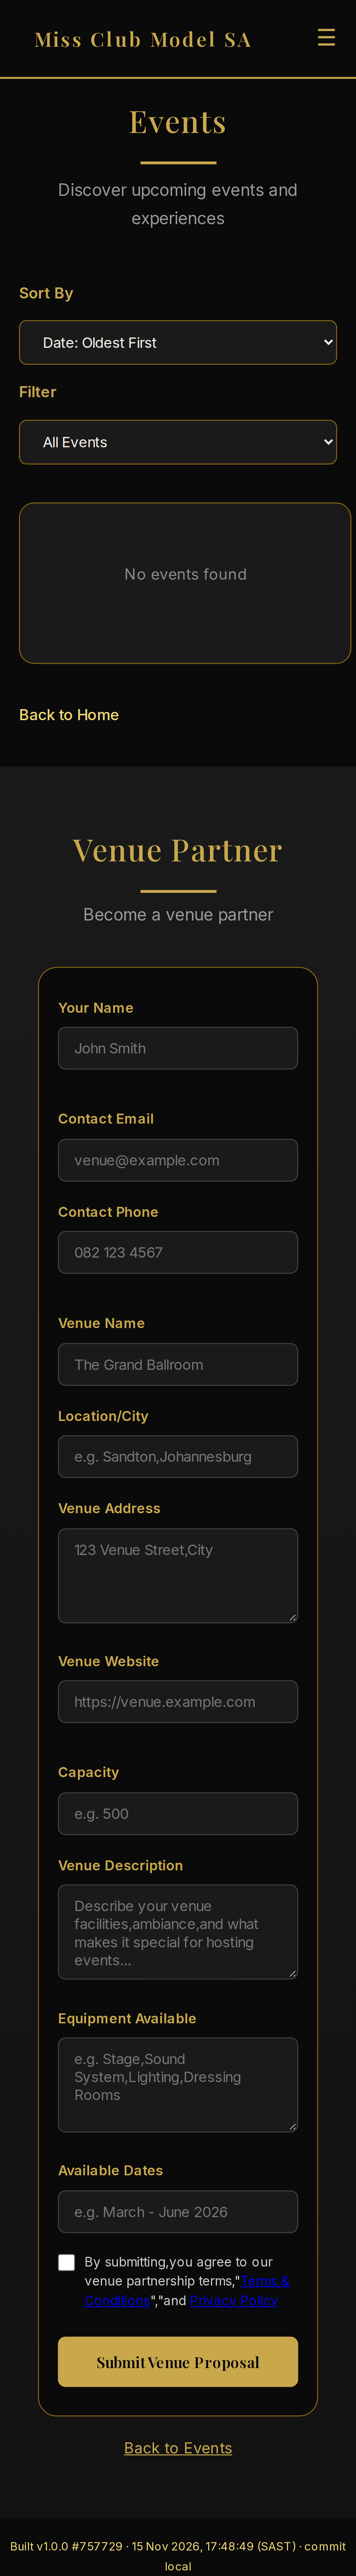 Miss Club Model SA
☰
Events
Discover upcoming events and
experiences
Sort By
Date: Oldest First
Filter
All Events
No events found
Back to Home
Venue Partner
Become a venue partner
Your Name
John Smith
Contact Email
venue@example.com
Contact Phone
082 123 4567
Venue Name
The Grand Ballroom
Location/City
e.g. Sandton,Johannesburg
Venue Address
123 Venue Street,City
Venue Website
https://venue.example.com
Capacity
e.g. 500
Venue Description
Describe your venue
facilities,ambiance,and what
makes it special for hosting
events...
Equipment Available
e.g. Stage,Sound
System,Lighting,Dressing
Rooms
Available Dates
e.g. March - June 2026
By submitting,you agree to our
venue partnership terms,"Terms &
Conditions","and Privacy Policy
Submit Venue Proposal
Back to Events
Built v1.0.0 #757729 · 15 Nov 2026, 17:48:49 (SAST) · commit
local